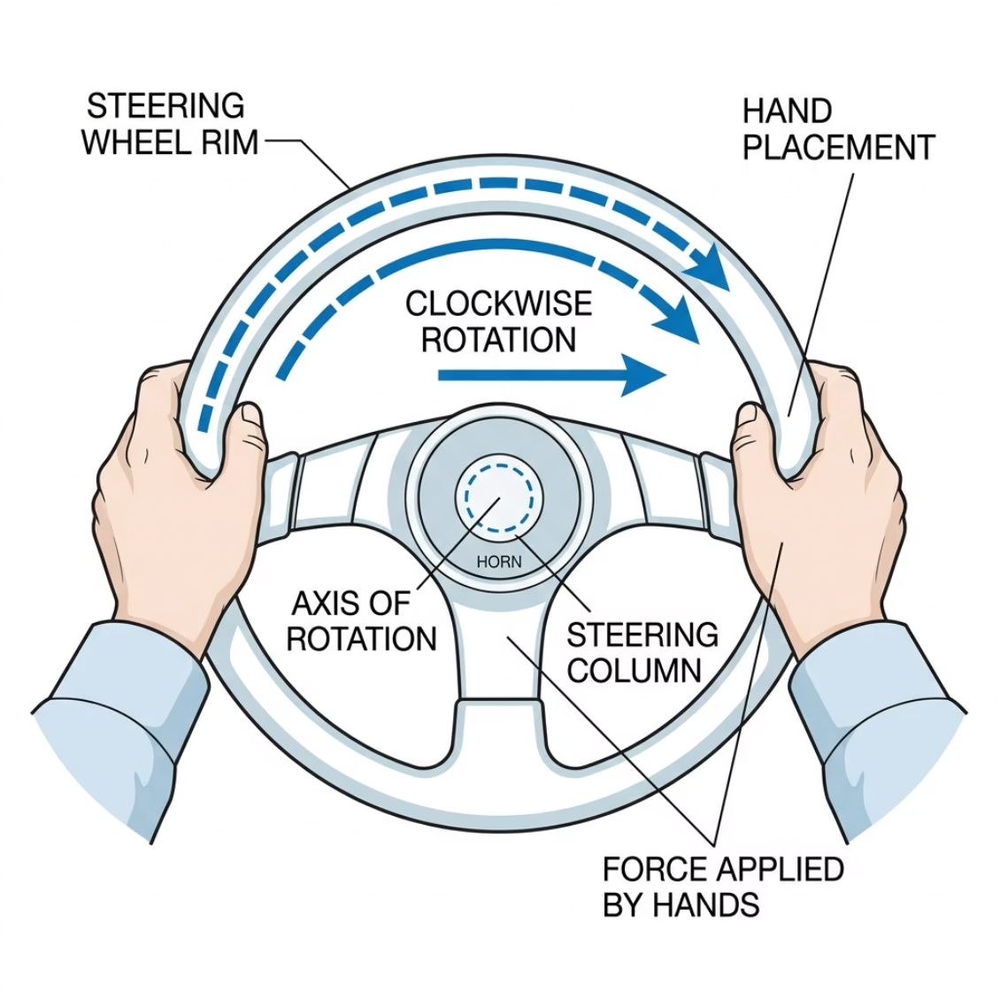 STEERING
WHEEL RIM
HAND
PLACEMENT
CLOCKWISE
ROTATION
HORN
AXIS OF
ROTATION
STEERING
COLUMN
FORCE APPLIED
BY HANDS